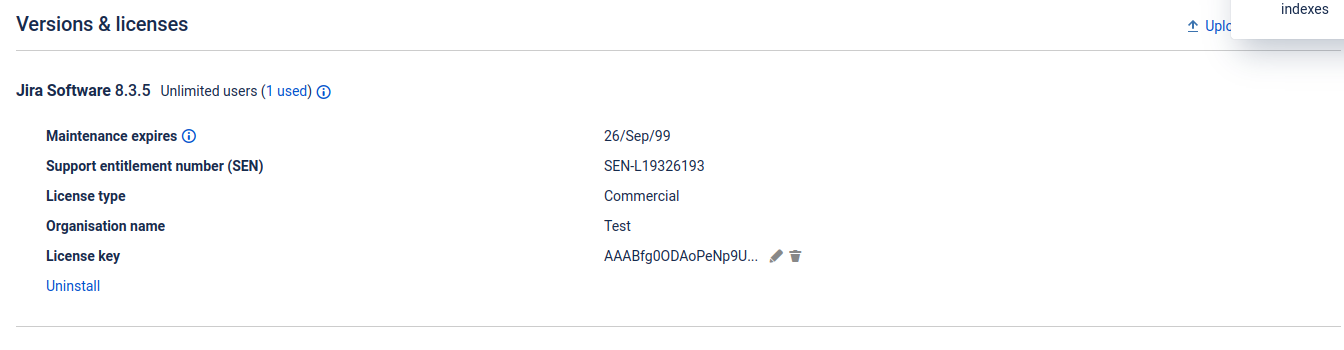 indexes
Versions & licenses
Jira Software 8.3.5 Unlimited users (1 used)
Maintenance expires 26/Sep/99
Support entitlement number (SEN) SEN-L19326193
License type Commercial
Organisation name Test
License key AAABfg0ODAoPeNp9U...
Uninstall